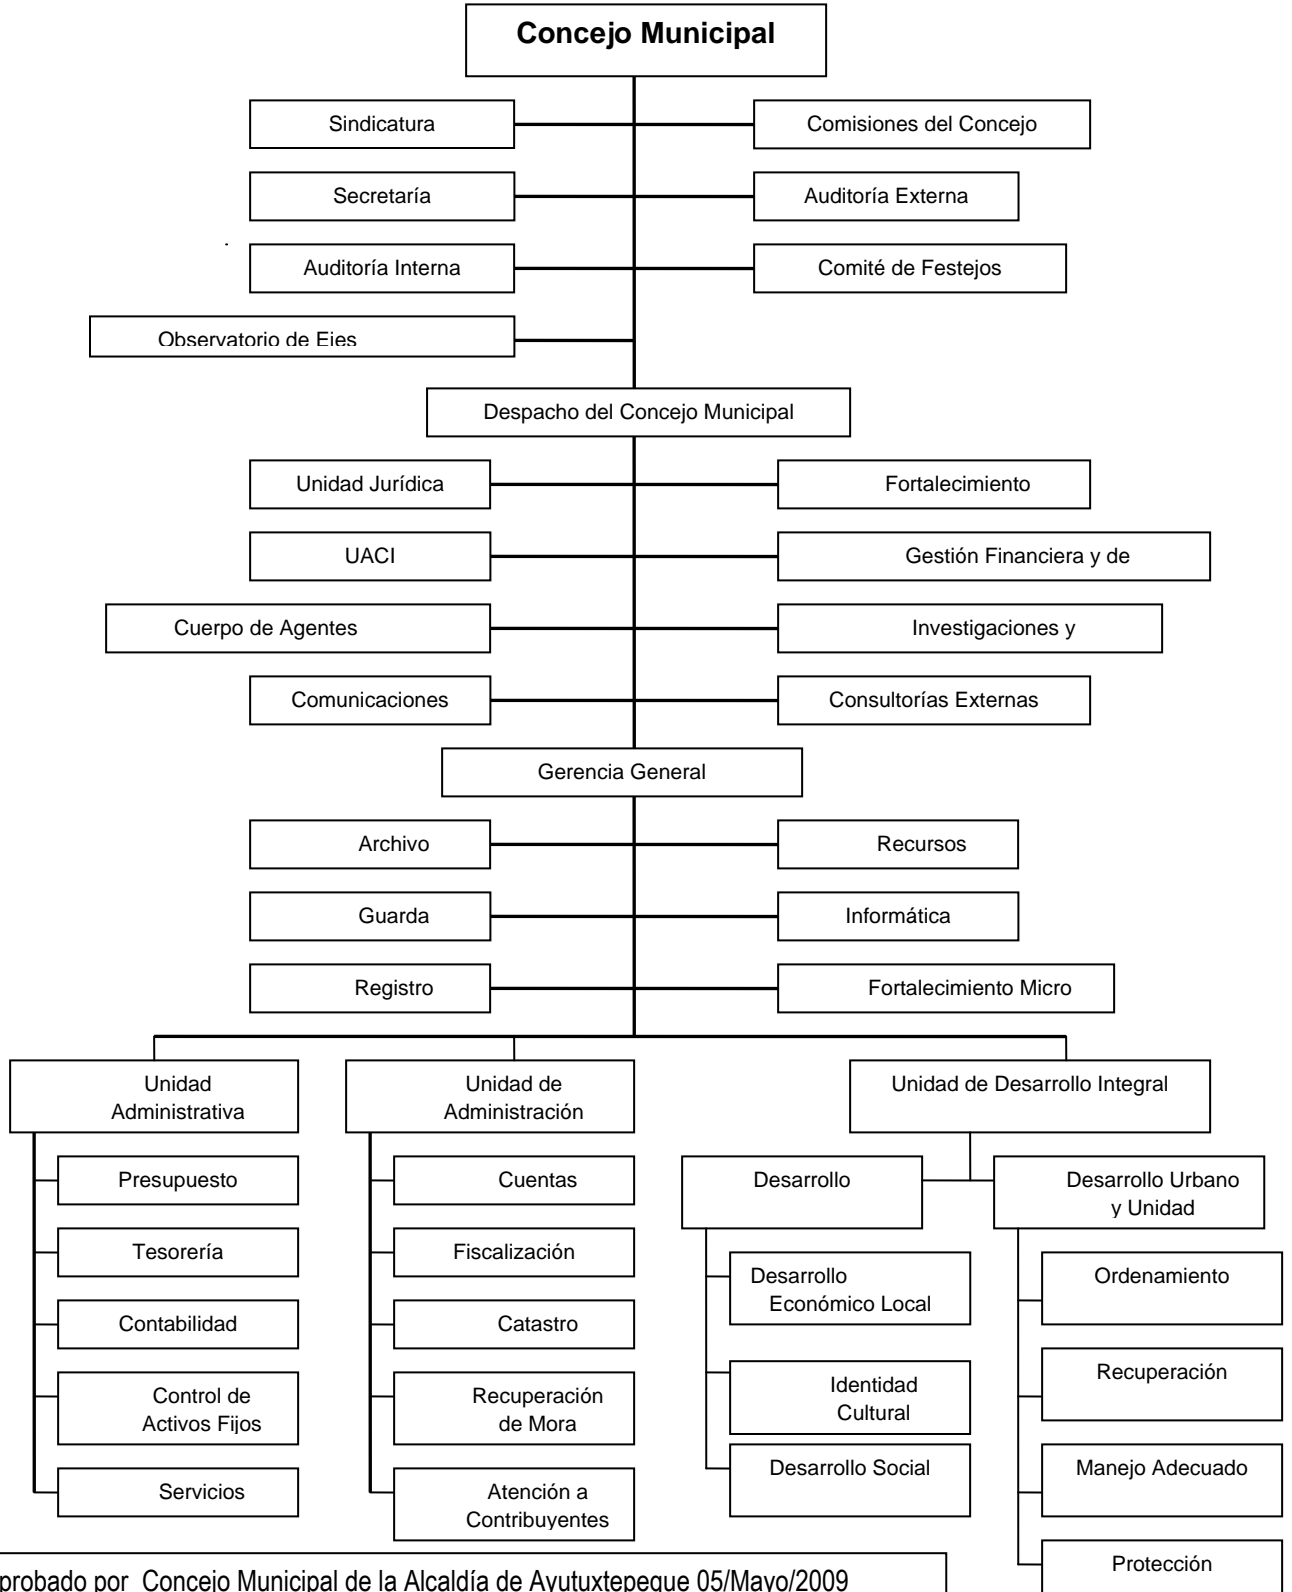 Concejo Municipal
Sindicatura
Comisiones del Concejo
Secretaría
Auditoría Externa
Auditoría Interna
Comité de Festejos
Observatorio de Ejes
Despacho del Concejo Municipal
Unidad Jurídica
Fortalecimiento
UACI
Gestión Financiera y de
Cuerpo de Agentes
Investigaciones y
Comunicaciones
Consultorías Externas
Gerencia General
Archivo
Recursos
Guarda
Informática
Registro
Fortalecimiento Micro
Unidad
Administrativa
Unidad de
Administración
Unidad de Desarrollo Integral
Presupuesto
Tesorería
Contabilidad
Control de
Activos Fijos
Servicios
Cuentas
Fiscalización
Catastro
Recuperación
de Mora
Atención a
Contribuyentes
Desarrollo
Desarrollo
Económico Local
Identidad
Cultural
Desarrollo Social
Desarrollo Urbano
y Unidad
Ordenamiento
Recuperación
Manejo Adecuado
Protección
probado por Concejo Municipal de la Alcaldía de Ayutuxtepeque 05/Mayo/2009